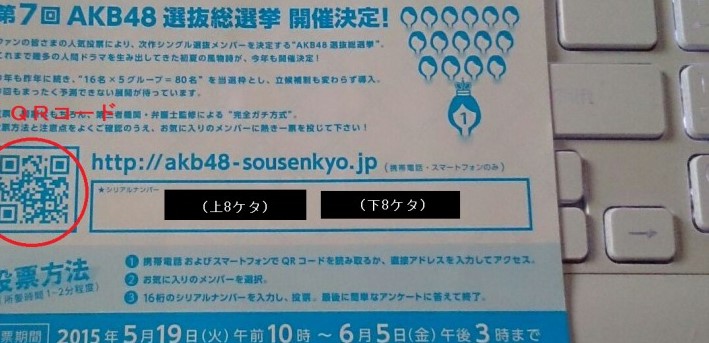 第7回 AKB48 選抜総選挙 開催決定!
ファンの皆さまの人気投票により、次作シングル選抜メンバーを決定する"AKB48 選抜総選挙"。
これまで幾多の人間ドラマを生み出してきた初夏の風物詩が、今年も開催決定!
今年も昨年に続き、"16名×5グループ=80名"を当選枠とし、立候補制も変わらず導入。
今回もまったく予測できない展開が待っています。
QRコード
第三者機関・弁護士監修による"完全ガチ方式"。
投票方法と注意点をよくご確認のうえ、お気に入りのメンバーに熱き一票を投じて下さい!
1
http://akb48-sousenkyo.jp (携帯電話・スマートフォンのみ)
★シリアルナンバー
(上8ケタ) (下8ケタ)
投票方法
(所要時間1~2分程度)
1 携帯電話およびスマートフォンでQRコードを読み取るか、直接アドレスを入力してアクセス。
2 お気に入りのメンバーを選択。
3 16桁のシリアルナンバーを入力し、投票。最後に簡単なアンケートに答えて終了。
票期間 2015年5月19日(火)午前10時 ~ 6月5日(金)午後3時まで